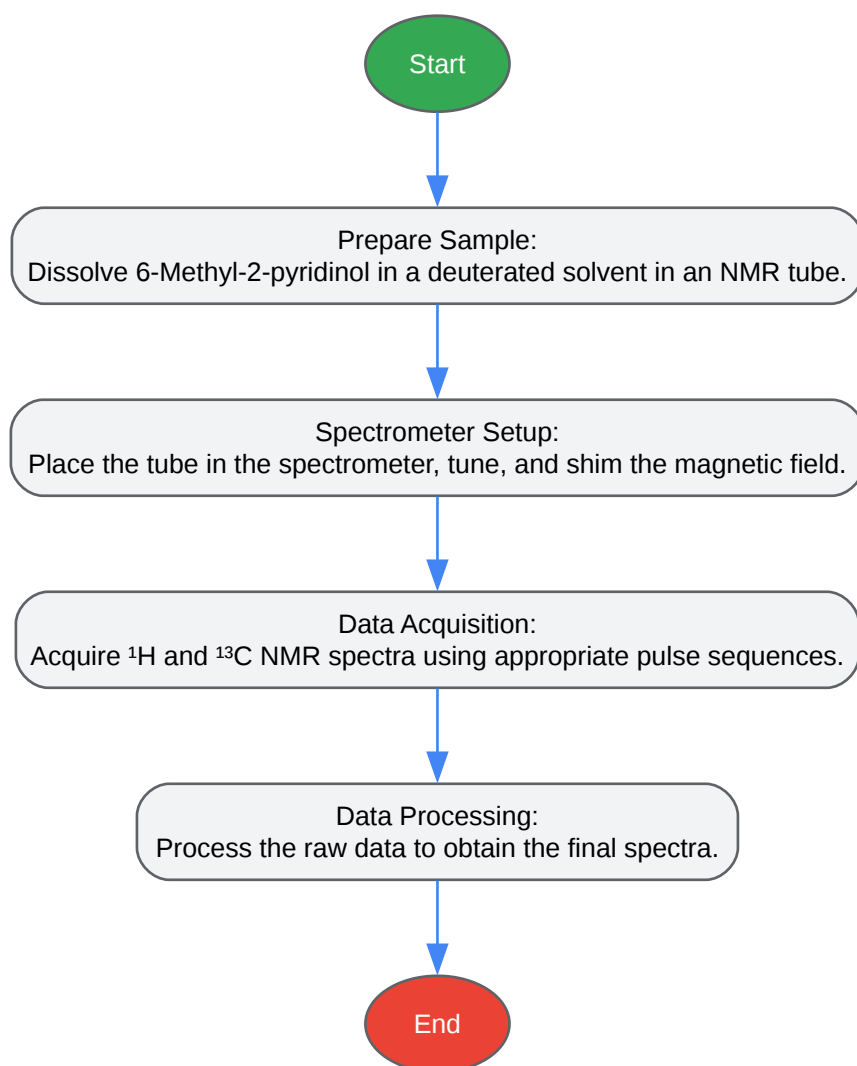 Start
Prepare Sample:
Dissolve 6-Methyl-2-pyridinol in a deuterated solvent in an NMR tube.
Spectrometer Setup:
Place the tube in the spectrometer, tune, and shim the magnetic field.
Data Acquisition:
Acquire ¹H and ¹³C NMR spectra using appropriate pulse sequences.
Data Processing:
Process the raw data to obtain the final spectra.
End